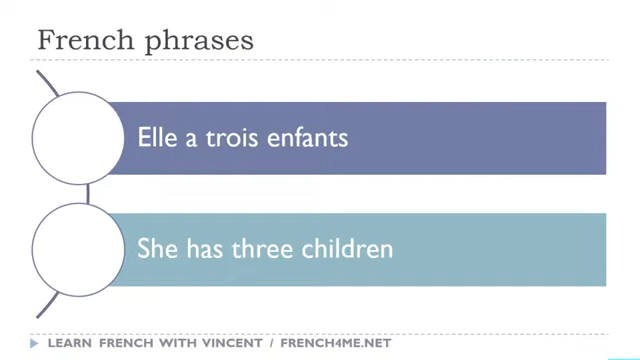 French phrases
Elle a trois enfants
She has three children
LEARN FRENCH WITH VINCENT / FRENCH4ME.NET